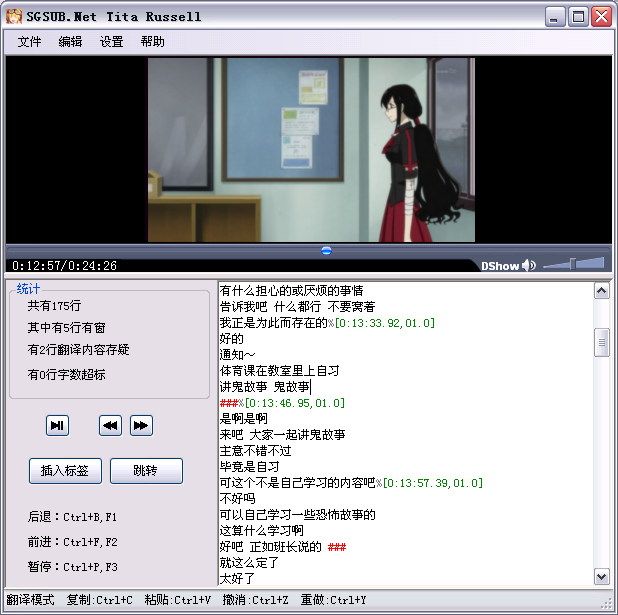 SGSUB.Net Tita Russell
文件 编辑 设置 帮助
0:12:57/0:24:26
DShow
统计
共有175行
其中有5行有窗
有2行翻译内容存疑
有0行字数超标
插入标签 跳转
后退：Ctrl+B,F1
前进：Ctrl+F,F2
暂停：Ctrl+P,F3
有什么担心的或厌烦的事情
告诉我吧 什么都行 不要窝着
我正是为此而存在的%[0:13:33.92,01.0]
好的
通知～
体育课在教室里上自习
讲鬼故事 鬼故事
###%[0:13:46.95,01.0]
是啊是啊
来吧 大家一起讲鬼故事
主意不错不过
毕竟是自习
可这个不是自己学习的内容吧%[0:13:57.39,01.0]
不好吗
可以自己学习一些恐怖故事的
这算什么学习啊
好吧 正如班长说的 ###
就这么定了
太好了
翻译模式 复制:Ctrl+C 粘贴:Ctrl+V 撤消:Ctrl+Z 重做:Ctrl+Y